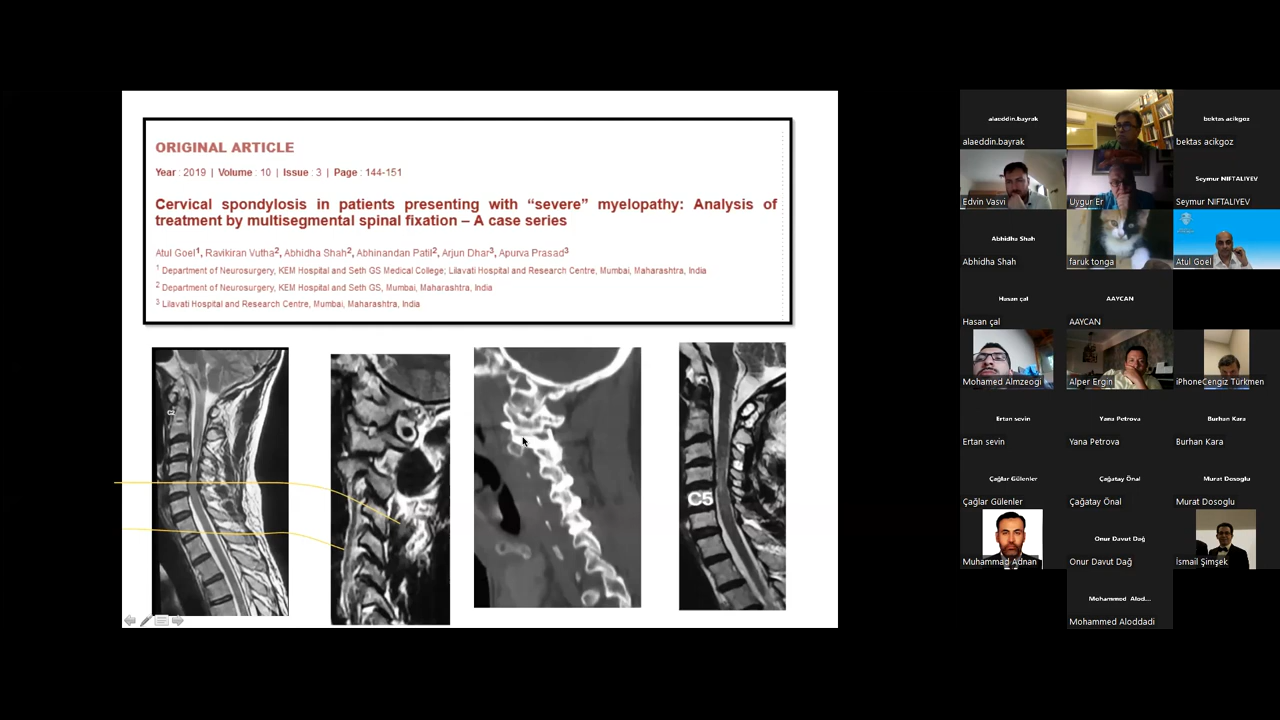 ORIGINAL ARTICLE
Year : 2019 | Volume : 10 | Issue : 3 | Page : 144-151
Cervical spondylosis in patients presenting with “severe” myelopathy: Analysis of
treatment by multisegmental spinal fixation – A case series
Atul Goel1, Ravikiran Vutha2, Abhidha Shah2, Abhinandan Patil2, Arjun Dhar3, Apurva Prasad3
1 Department of Neurosurgery, KEM Hospital and Seth GS Medical College; Lilavati Hospital and Research Centre, Mumbai, Maharashtra, India
2 Department of Neurosurgery, KEM Hospital and Seth GS, Mumbai, Maharashtra, India
3 Lilavati Hospital and Research Centre, Mumbai, Maharashtra, India
C2
C5
alaeddin.bayrak
alaeddin.bayrak
bektas acikgoz
bektas acikgoz
Edvin Vasvi
Uygur Er
Seymur NIFTALIYEV
Seymur NIFTALIYEV
Abhidha Shah
Abhidha Shah
faruk tonga
Atul Goel
Hasan çal
Hasan çal
AAYCAN
AAYCAN
Mohamed Almzeogi
Alper Ergin
iPhoneCengiz Türkmen
Ertan sevin
Ertan sevin
Yana Petrova
Yana Petrova
Burhan Kara
Burhan Kara
Çağlar Gülenler
Çağlar Gülenler
Çağatay Önal
Çağatay Önal
Murat Dosoglu
Murat Dosoglu
Muhammad Adnan
Onur Davut Dağ
Onur Davut Dağ
İsmail Şimşek
Mohammed Alod...
Mohammed Aloddadi